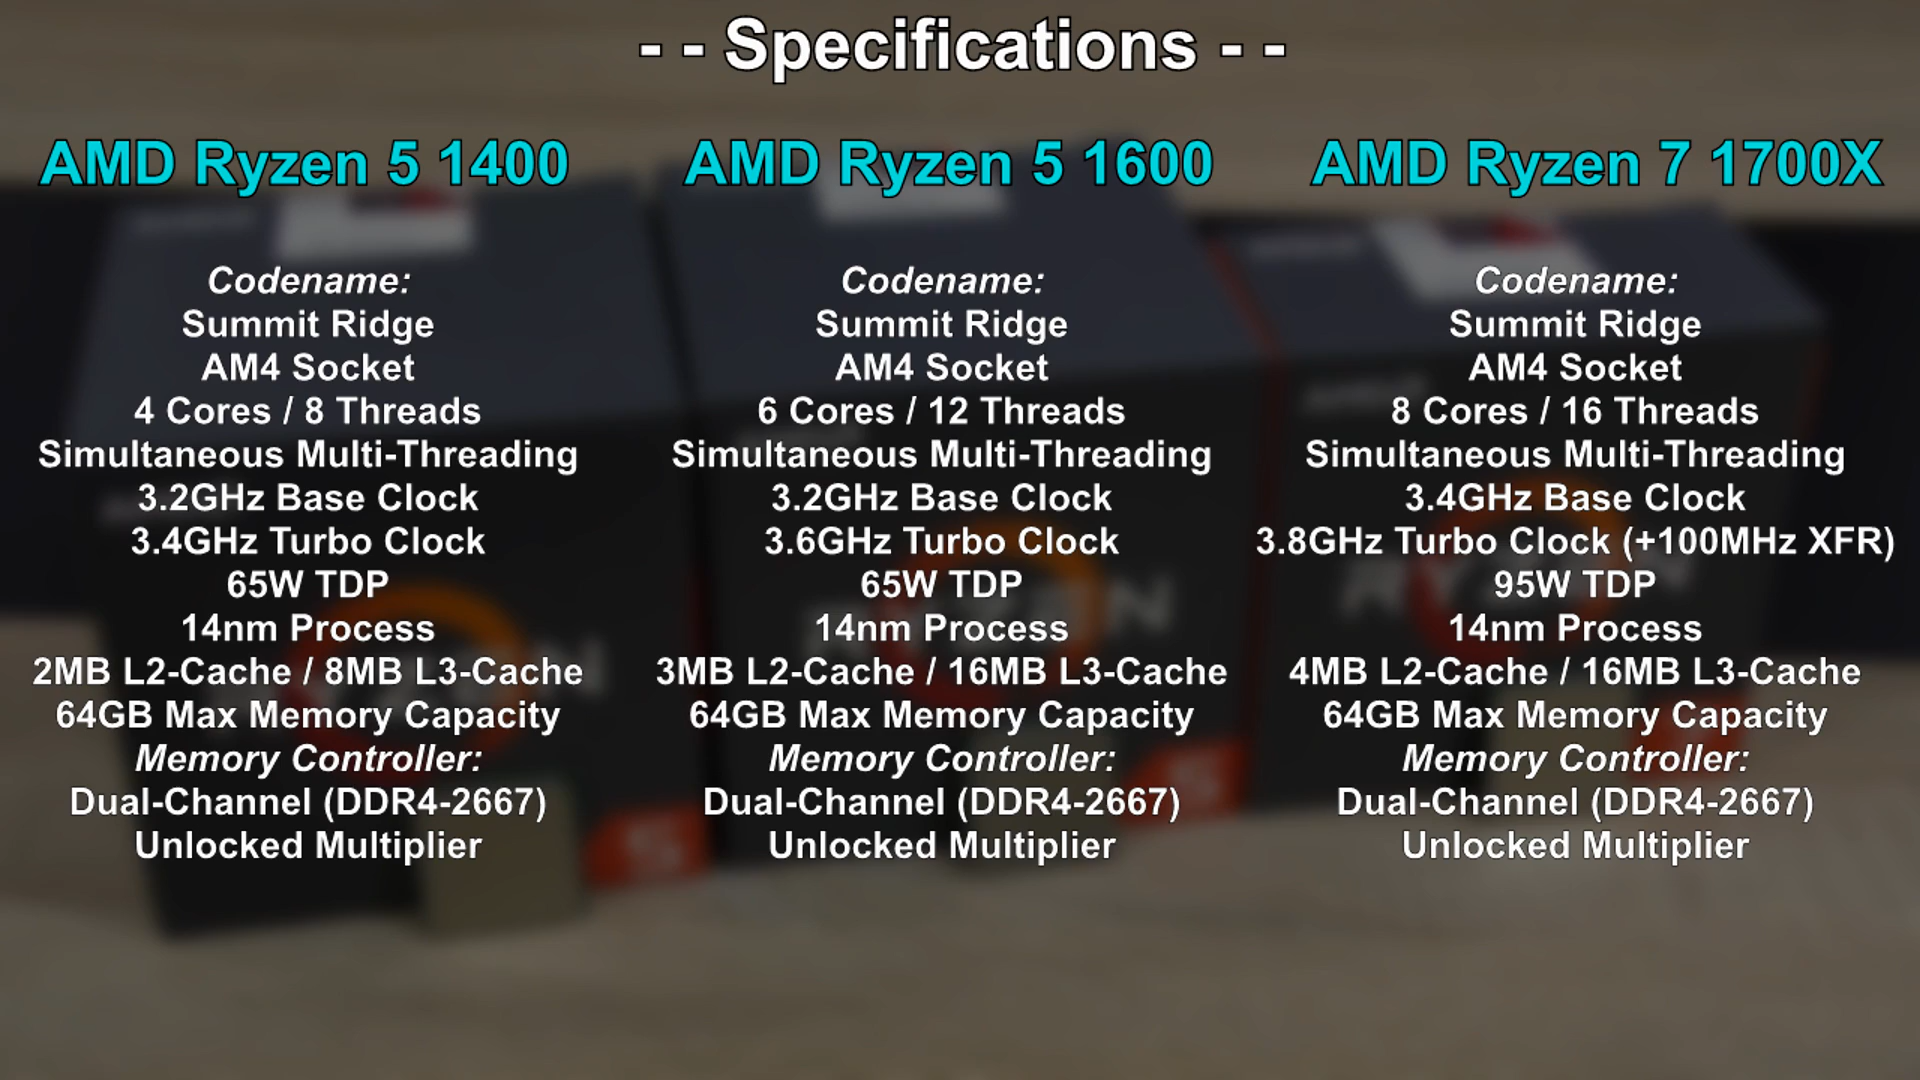 - - Specifications - -
AMD Ryzen 5 1400
Codename:
Summit Ridge
AM4 Socket
4 Cores / 8 Threads
Simultaneous Multi-Threading
3.2GHz Base Clock
3.4GHz Turbo Clock
65W TDP
14nm Process
2MB L2-Cache / 8MB L3-Cache
64GB Max Memory Capacity
Memory Controller:
Dual-Channel (DDR4-2667)
Unlocked Multiplier
AMD Ryzen 5 1600
Codename:
Summit Ridge
AM4 Socket
6 Cores / 12 Threads
Simultaneous Multi-Threading
3.2GHz Base Clock
3.6GHz Turbo Clock
65W TDP
14nm Process
3MB L2-Cache / 16MB L3-Cache
64GB Max Memory Capacity
Memory Controller:
Dual-Channel (DDR4-2667)
Unlocked Multiplier
AMD Ryzen 7 1700X
Codename:
Summit Ridge
AM4 Socket
8 Cores / 16 Threads
Simultaneous Multi-Threading
3.4GHz Base Clock
3.8GHz Turbo Clock (+100MHz XFR)
95W TDP
14nm Process
4MB L2-Cache / 16MB L3-Cache
64GB Max Memory Capacity
Memory Controller:
Dual-Channel (DDR4-2667)
Unlocked Multiplier